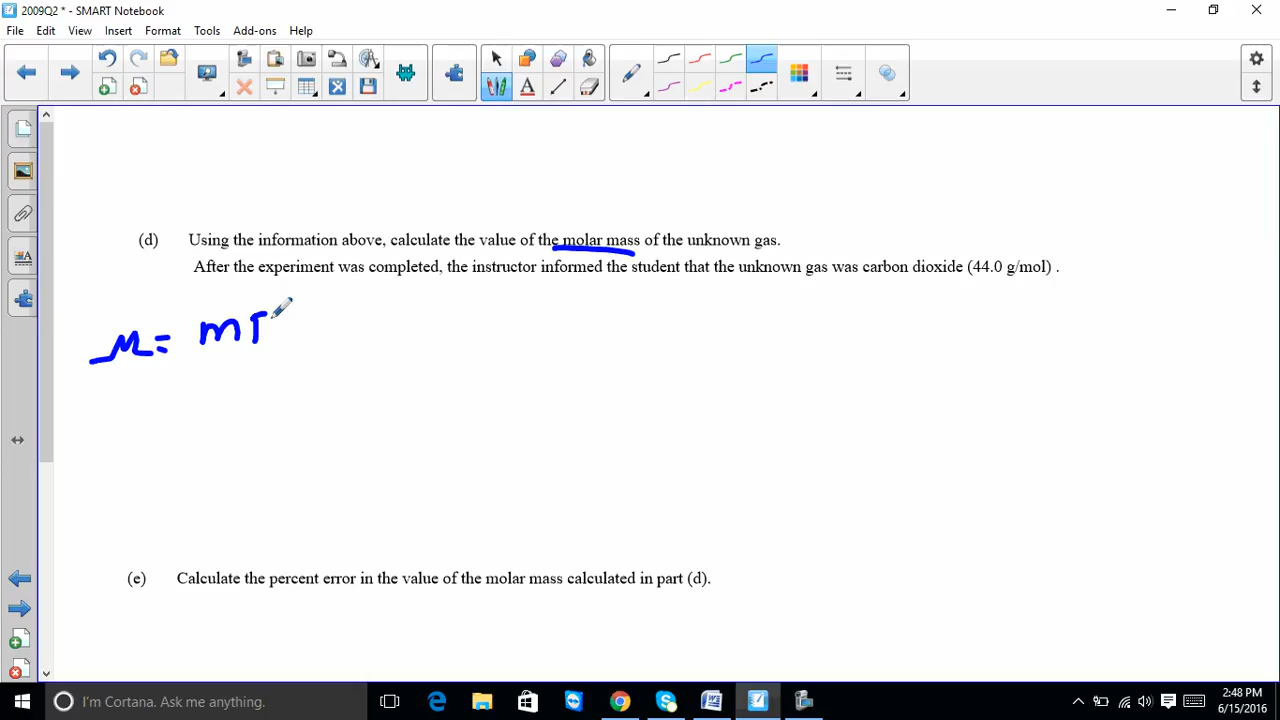 2009Q2 * - SMART Notebook
File Edit View Insert Format Tools Add-ons Help
(d) Using the information above, calculate the value of the molar mass of the unknown gas.
After the experiment was completed, the instructor informed the student that the unknown gas was carbon dioxide (44.0 g/mol) .
M = m
(e) Calculate the percent error in the value of the molar mass calculated in part (d).
I'm Cortana. Ask me anything.
2:48 PM
6/15/2016